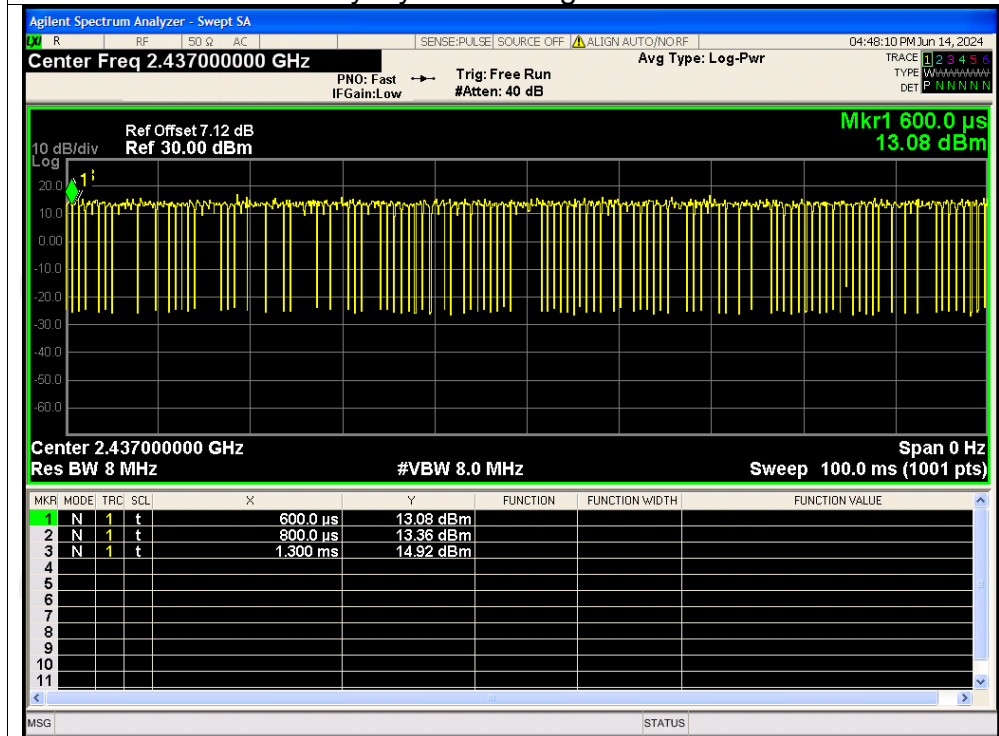 Agilent Spectrum Analyzer - Swept SA
LXI R RF 50 Ω AC SENSE:PULSE SOURCE OFF ALIGN AUTO/NORF 04:48:10 PM Jun 14, 2024
Center Freq 2.437000000 GHz Avg Type: Log-Pwr TRACE 1 2 3 4 5 6
PNO: Fast Trig: Free Run TYPE WWWWWW
IFGain:Low #Atten: 40 dB DET P N N N N N
Mkr1 600.0 µs
Ref Offset 7.12 dB
10 dB/div Ref 30.00 dBm 13.08 dBm
Log
20.0
1
10.0
0.00
-10.0
-20.0
-30.0
-40.0
-50.0
-60.0
Center 2.437000000 GHz Span 0 Hz
Res BW 8 MHz #VBW 8.0 MHz Sweep 100.0 ms (1001 pts)
MKR MODE TRC SCL X Y FUNCTION FUNCTION WIDTH FUNCTION VALUE
1 N 1 t 600.0 µs 13.08 dBm
2 N 1 t 800.0 µs 13.36 dBm
3 N 1 t 1.300 ms 14.92 dBm
4
5
6
7
8
9
10
11
MSG STATUS